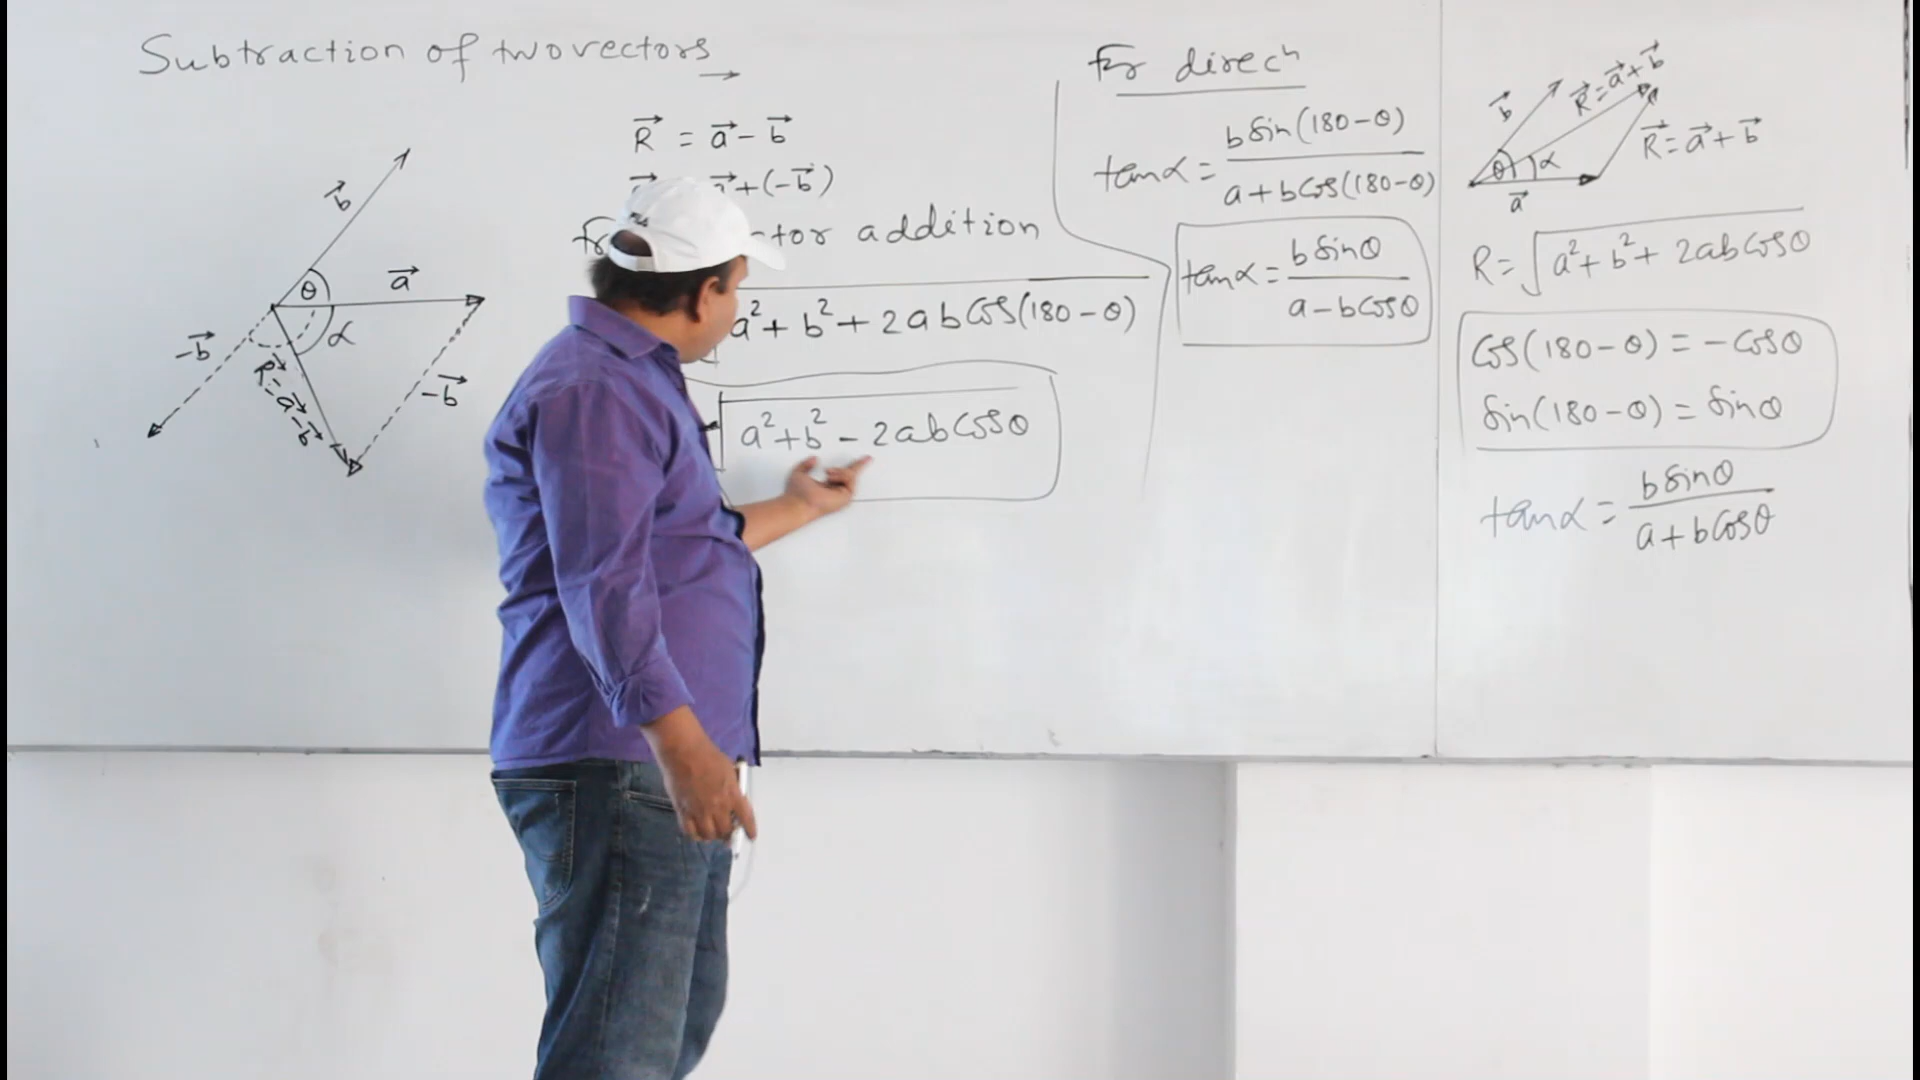 Subtraction of two vectors
b⃗
θ
a⃗
α
-b⃗
-b⃗
R⃗ = a⃗ - b⃗
R⃗ = a⃗ - b⃗
+ (-b⃗)
addition
a² + b² + 2ab cos(180 - θ)
a² + b² - 2ab cosθ
For direcⁿ
tanα = b sin(180 - θ) / a + b cos(180 - θ)
tanα = b sinθ / a - b cosθ
b⃗
R⃗ = a⃗ + b⃗
θ
α
a⃗
R⃗ = a⃗ + b⃗
R = √a² + b² + 2ab cosθ
cos(180 - θ) = - cosθ
sin(180 - θ) = sinθ
tanα = b sinθ / a + b cosθ